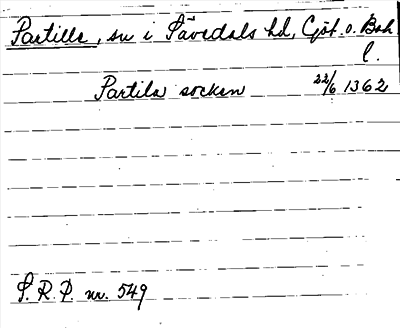 Partille, sn i Sävedals hd, Göt. o. Boh
l.
Partila socken 22/6 1362
S.R.P. nr. 549